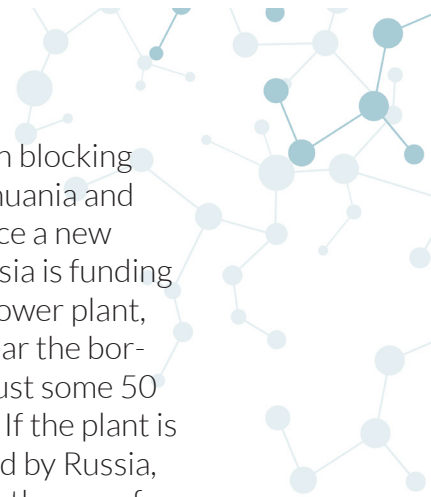 n blocking
huania and
ce a new
sia is funding
ower plant,
ar the bor-
ust some 50
If the plant is
d by Russia,